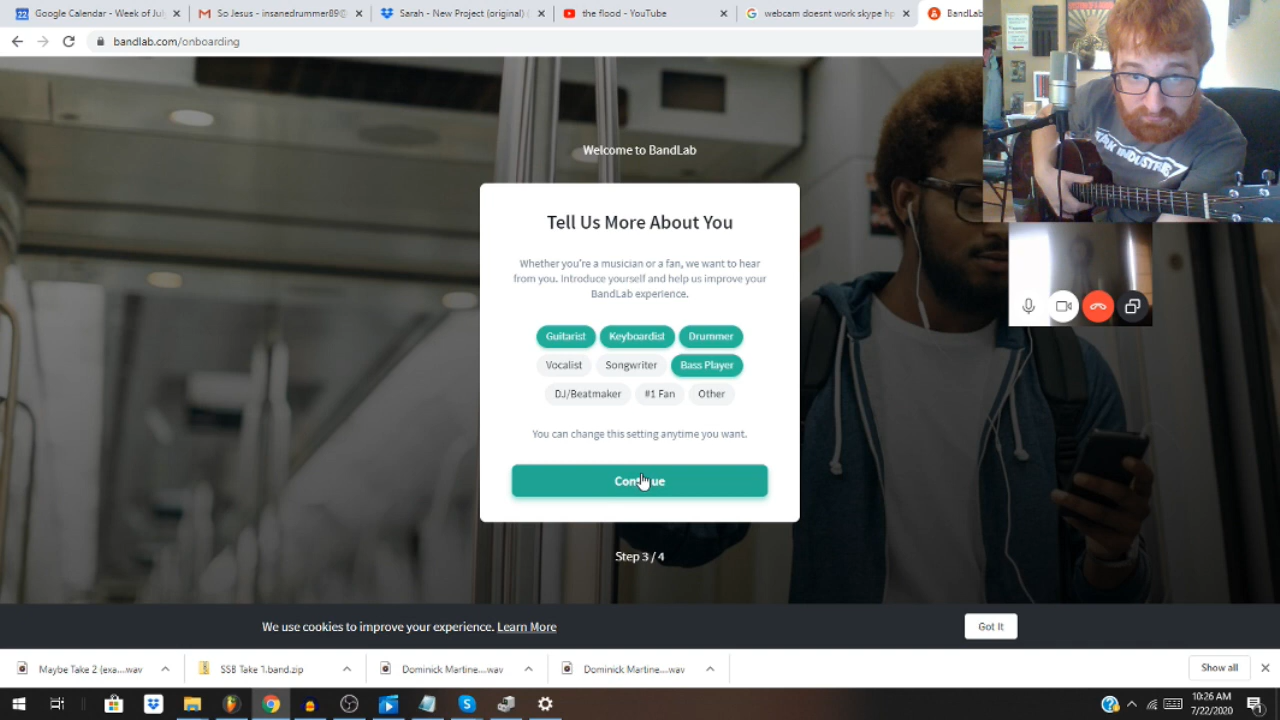 Google Calendar - Week of Jul
SoJesus - insanedrummer89@
Sarah - New Project (original) (
the flood - YouTube
webcam doesnt work skype hp
BandLab
bandlab.com/onboarding
Welcome to BandLab
Tell Us More About You
Whether you're a musician or a fan, we want to hear
from you. Introduce yourself and help us improve your
BandLab experience.
Guitarist Keyboardist Drummer
Vocalist Songwriter Bass Player
DJ/Beatmaker #1 Fan Other
You can change this setting anytime you want.
Continue
Step 3 / 4
We use cookies to improve your experience. Learn More
Got It
Maybe Take 2 (exa....wav
SSB Take 1.band.zip
Dominick Martine....wav
Dominick Martine....wav
Show all
10:26 AM
7/22/2020